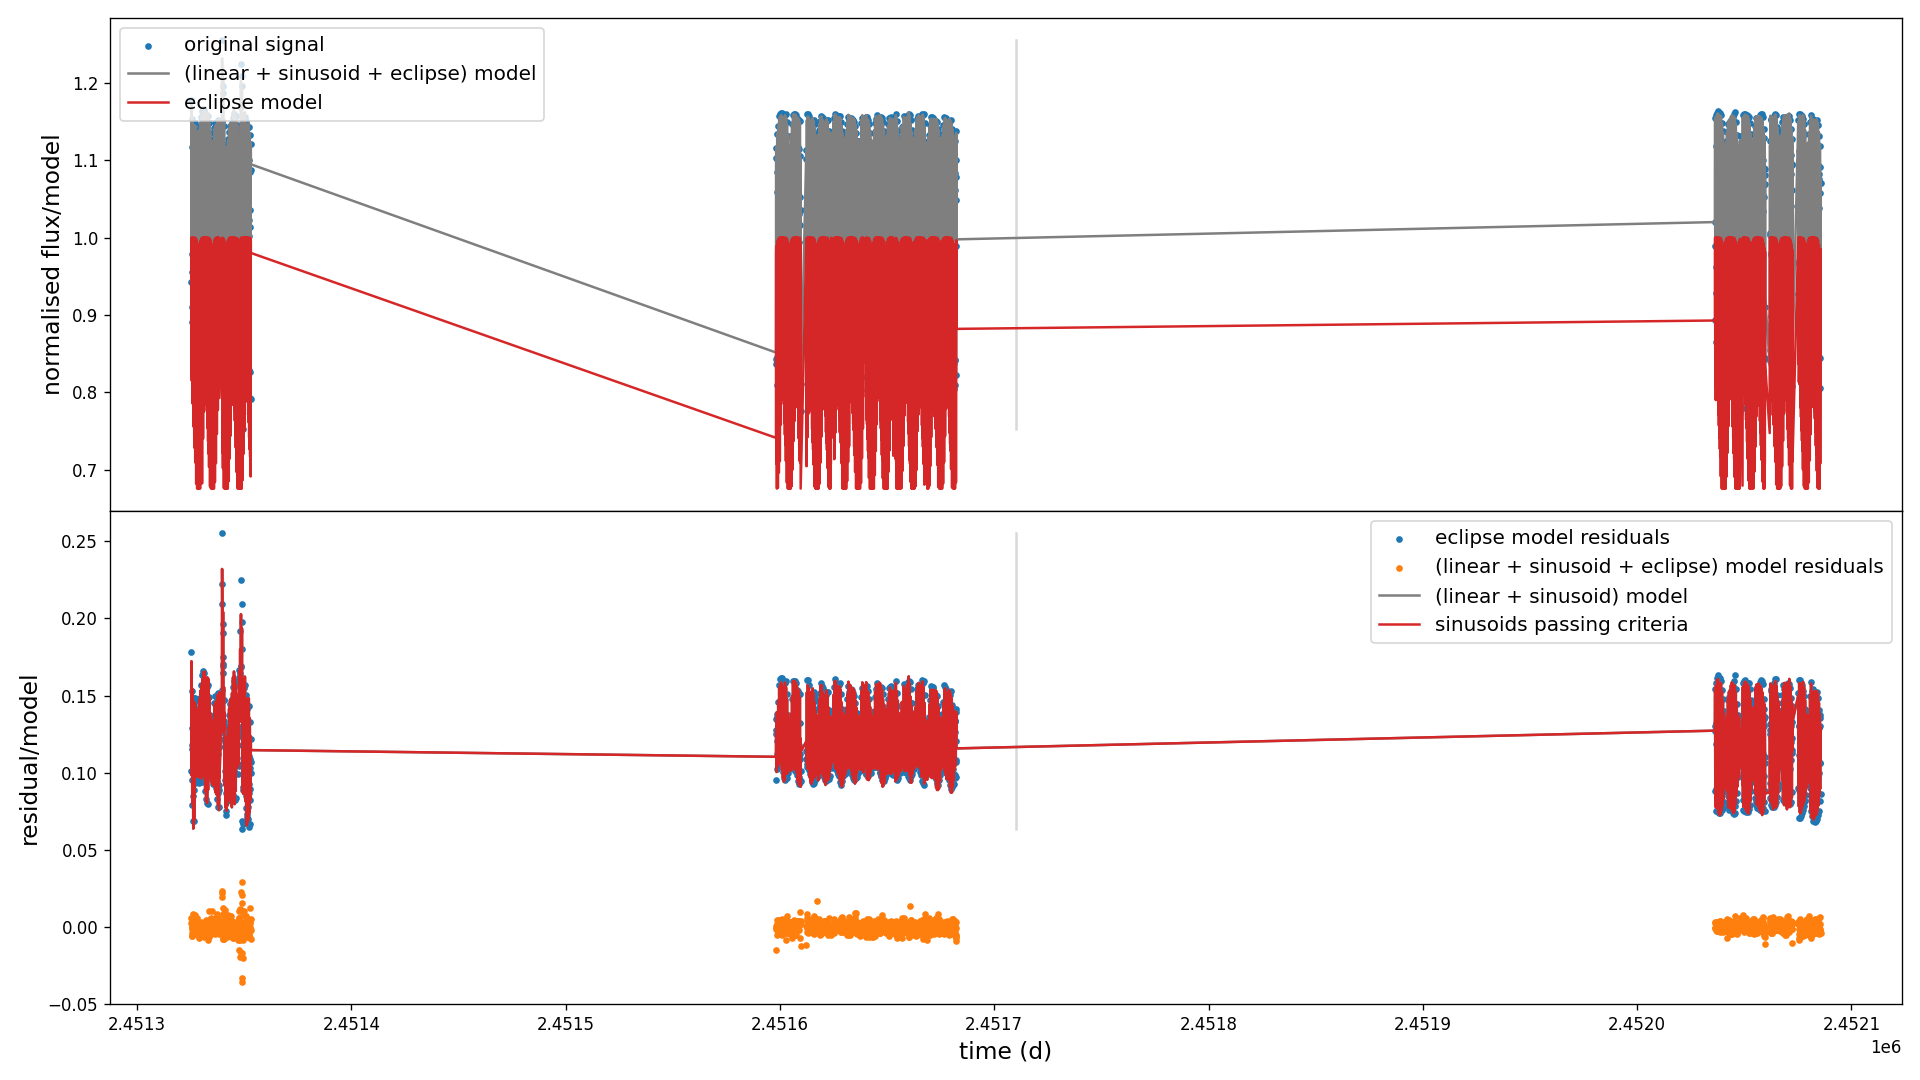 original signal
(linear + sinusoid + eclipse) model
eclipse model
normalised flux/model
1.2
1.1
1.0
0.9
0.8
0.7
eclipse model residuals
(linear + sinusoid + eclipse) model residuals
(linear + sinusoid) model
sinusoids passing criteria
residual/model
0.25
0.20
0.15
0.10
0.05
0.00
−0.05
2.4513 2.4514 2.4515 2.4516 2.4517 2.4518 2.4519 2.4520 2.4521
1e6
time (d)